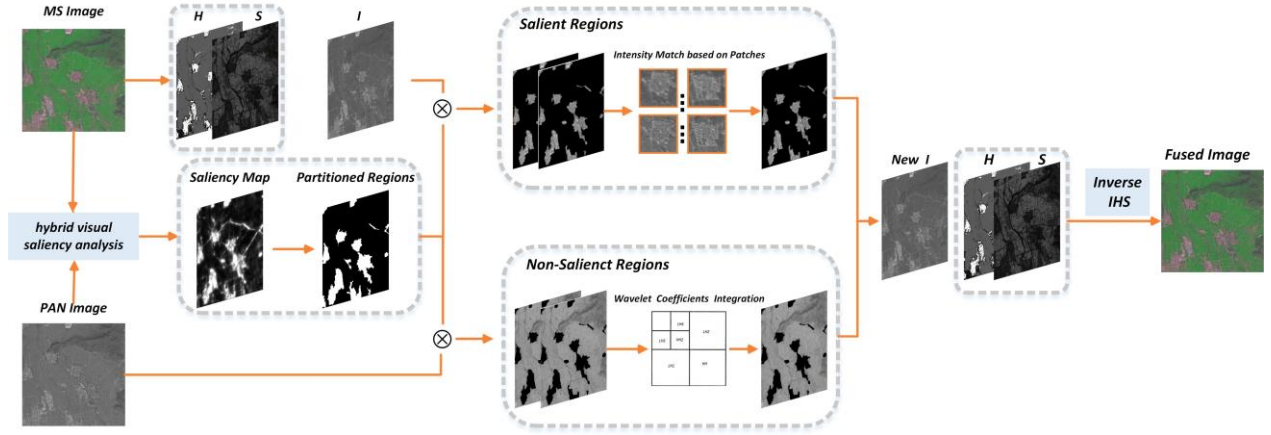 MS Image
H S
I
Salient Regions
Intensity Match based on Patches
Saliency Map
Partitioned Regions
hybrid visual
saliency analysis
PAN Image
Non-Salienct Regions
Wavelet Coefficients Integration
New I
H S
Inverse
IHS
Fused Image